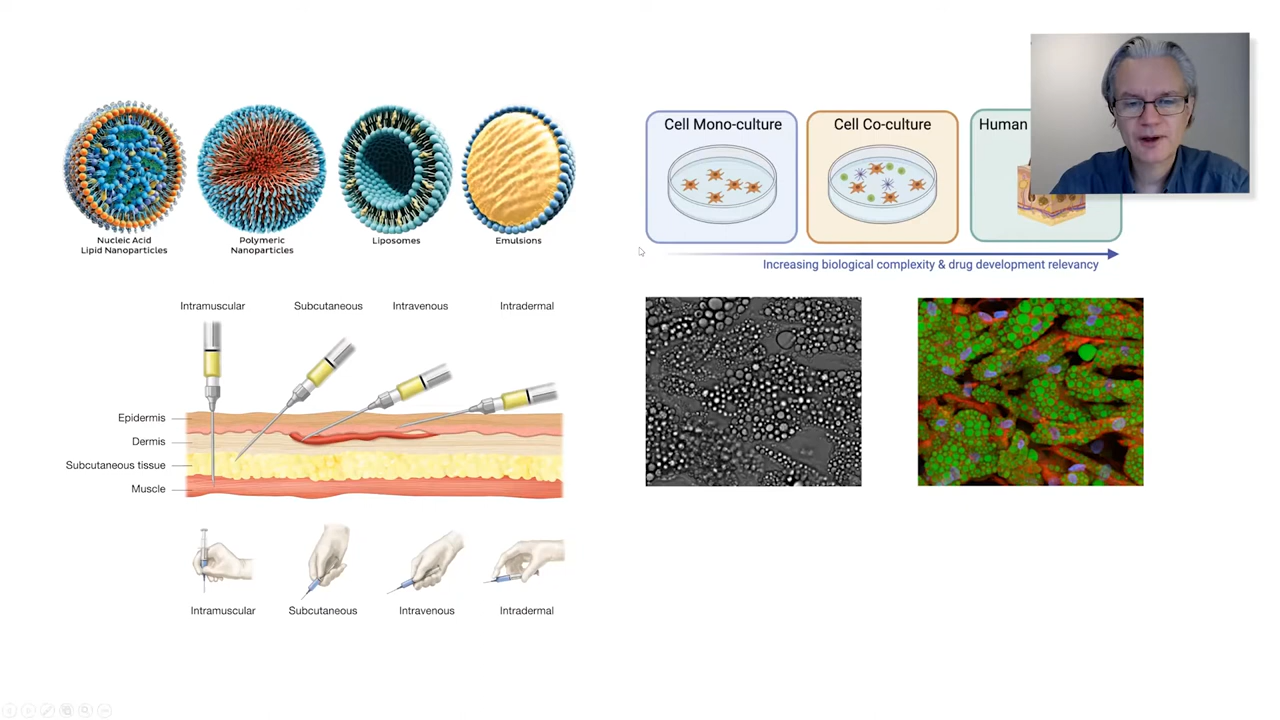 Nucleic Acid
Lipid Nanoparticles
Polymeric
Nanoparticles
Liposomes
Emulsions
Cell Mono-culture
Cell Co-culture
Human
Increasing biological complexity & drug development relevancy
Intramuscular
Subcutaneous
Intravenous
Intradermal
Epidermis
Dermis
Subcutaneous tissue
Muscle
Intramuscular
Subcutaneous
Intravenous
Intradermal